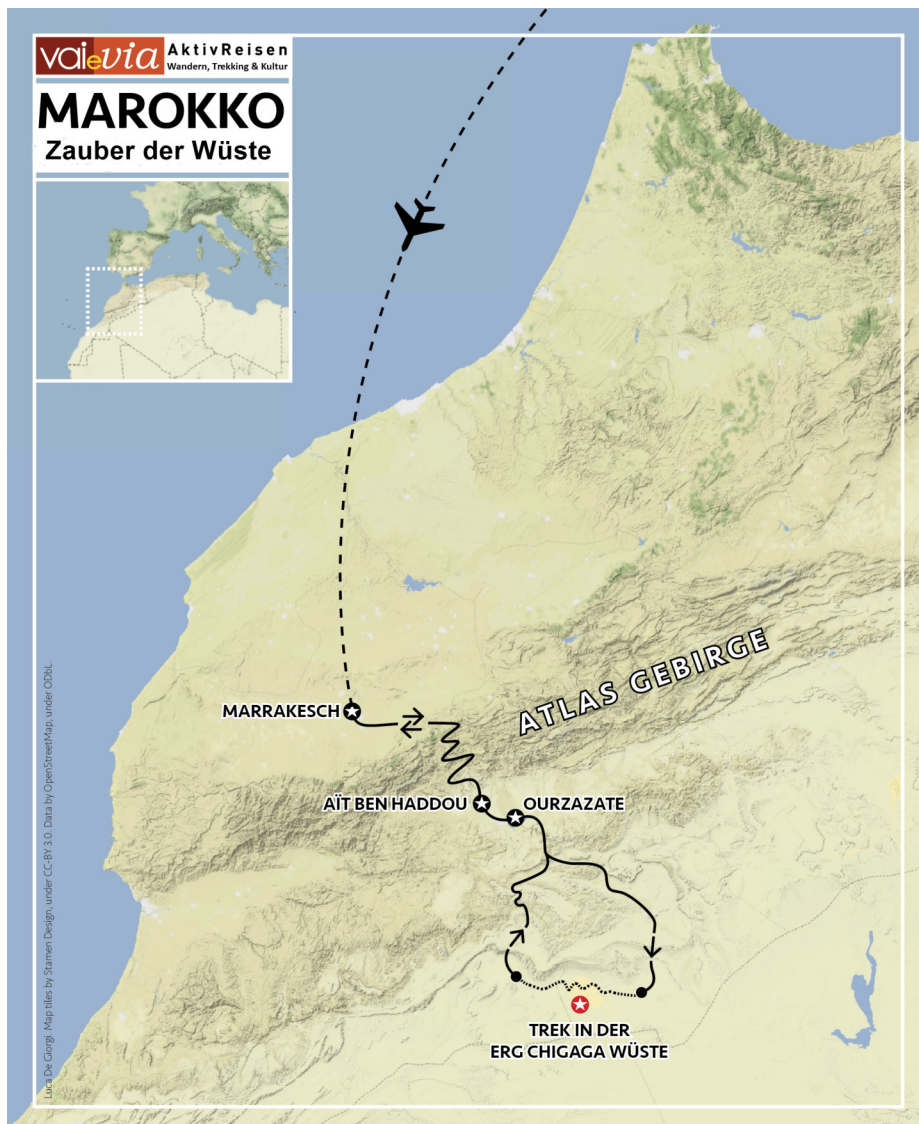 vai e via AktivReisen
Wandern, Trekking & Kultur
MAROKKO
Zauber der Wüste
ATLAS GEBIRGE
MARRAKESCH
AÏT BEN HADDOU
OURZAZATE
TREK IN DER
ERG CHIGAGA WÜSTE
Luca De Giorgi. Map tiles by Stamen Design, under CC-BY 3.0. Data by OpenStreetMap, under ODbL.